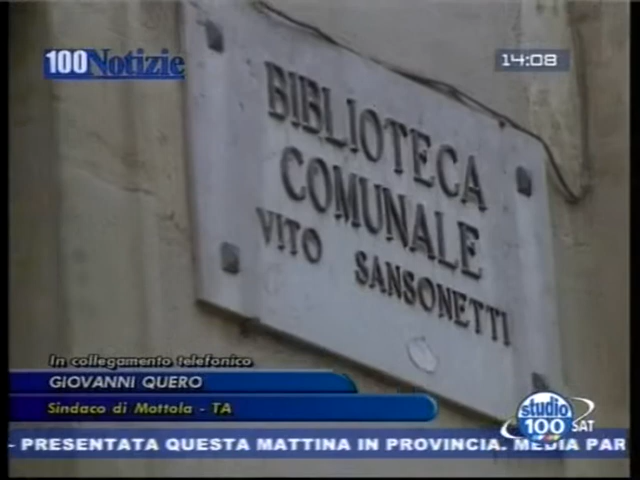 100Notizie
14:08
BIBLIOTECA
COMUNALE
VITO SANSONETTI
In collegamento telefonico
GIOVANNI QUERO
Sindaco di Mottola - TA
studio
100 SAT
- PRESENTATA QUESTA MATTINA IN PROVINCIA. MEDIA PAR